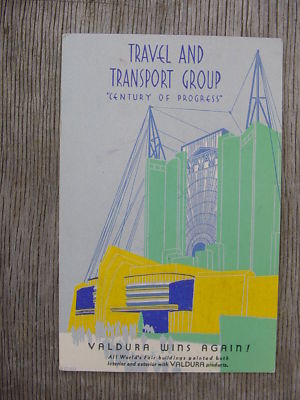 TRAVEL AND
TRANSPORT GROUP
"CENTURY OF PROGRESS"
VALDURA WINS AGAIN!
All World's Fair buildings painted both
interior and exterior with VALDURA products.